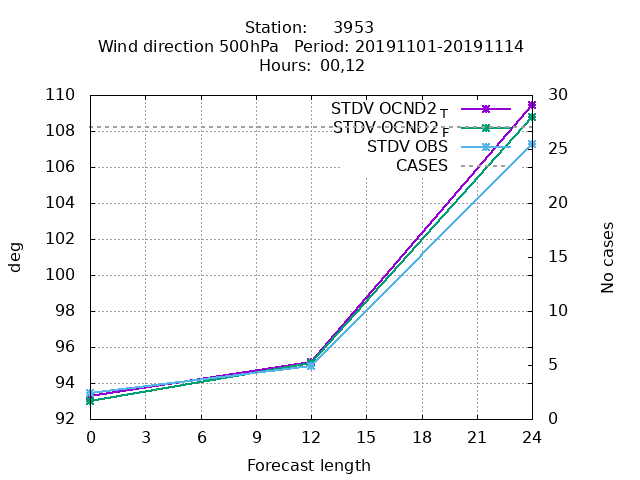 Station: 3953
Wind direction 500hPa Period: 20191101-20191114
Hours: 00,12
110
108
106
104
102
100
98
96
94
92
30
25
20
15
10
5
0
STDV OCND2 T
STDV OCND2 F
STDV OBS
CASES
deg
No cases
0 3 6 9 12 15 18 21 24
Forecast length